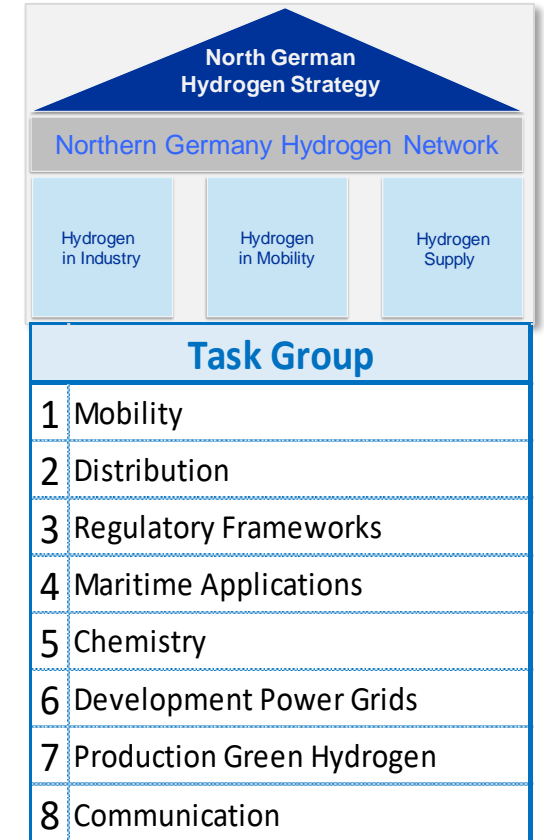 North German
Hydrogen Strategy
Northern Germany Hydrogen Network
Hydrogen
in Industry
Hydrogen
in Mobility
Hydrogen
Supply
Task Group
1 Mobility
2 Distribution
3 Regulatory Frameworks
4 Maritime Applications
5 Chemistry
6 Development Power Grids
7 Production Green Hydrogen
8 Communication